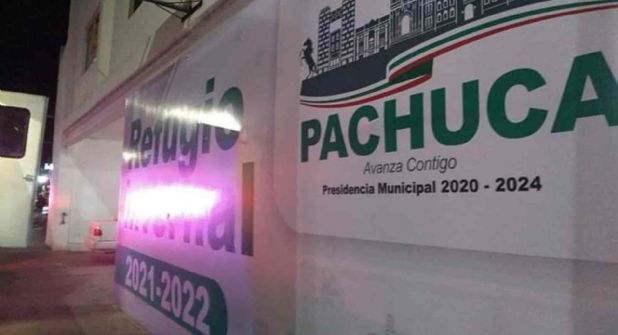 Refugio
Invernal
2021-2022
PACHUCA
Avanza Contigo
Presidencia Municipal 2020 - 2024